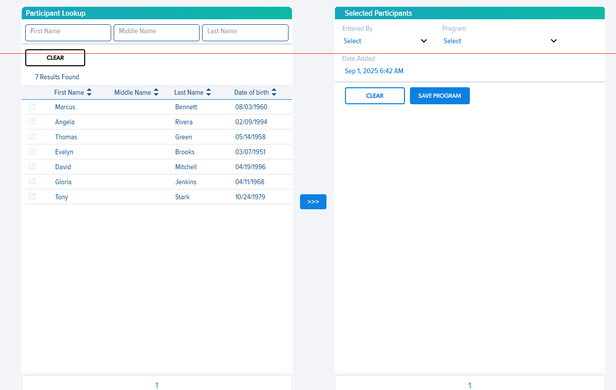 Participant Lookup
First Name Middle Name Last Name
CLEAR
7 Results Found
First Name Middle Name Last Name Date of birth
Marcus Bennett 08/03/1960
Angela Rivera 02/09/1994
Thomas Green 05/14/1958
Evelyn Brooks 03/07/1951
David Mitchell 04/19/1996
Gloria Jenkins 04/11/1968
Tony Stark 10/24/1979
1
>>>
Selected Participants
Entered By Program
Select Select
Date Added
Sep 1, 2025 6:42 AM
CLEAR SAVE PROGRAM
1